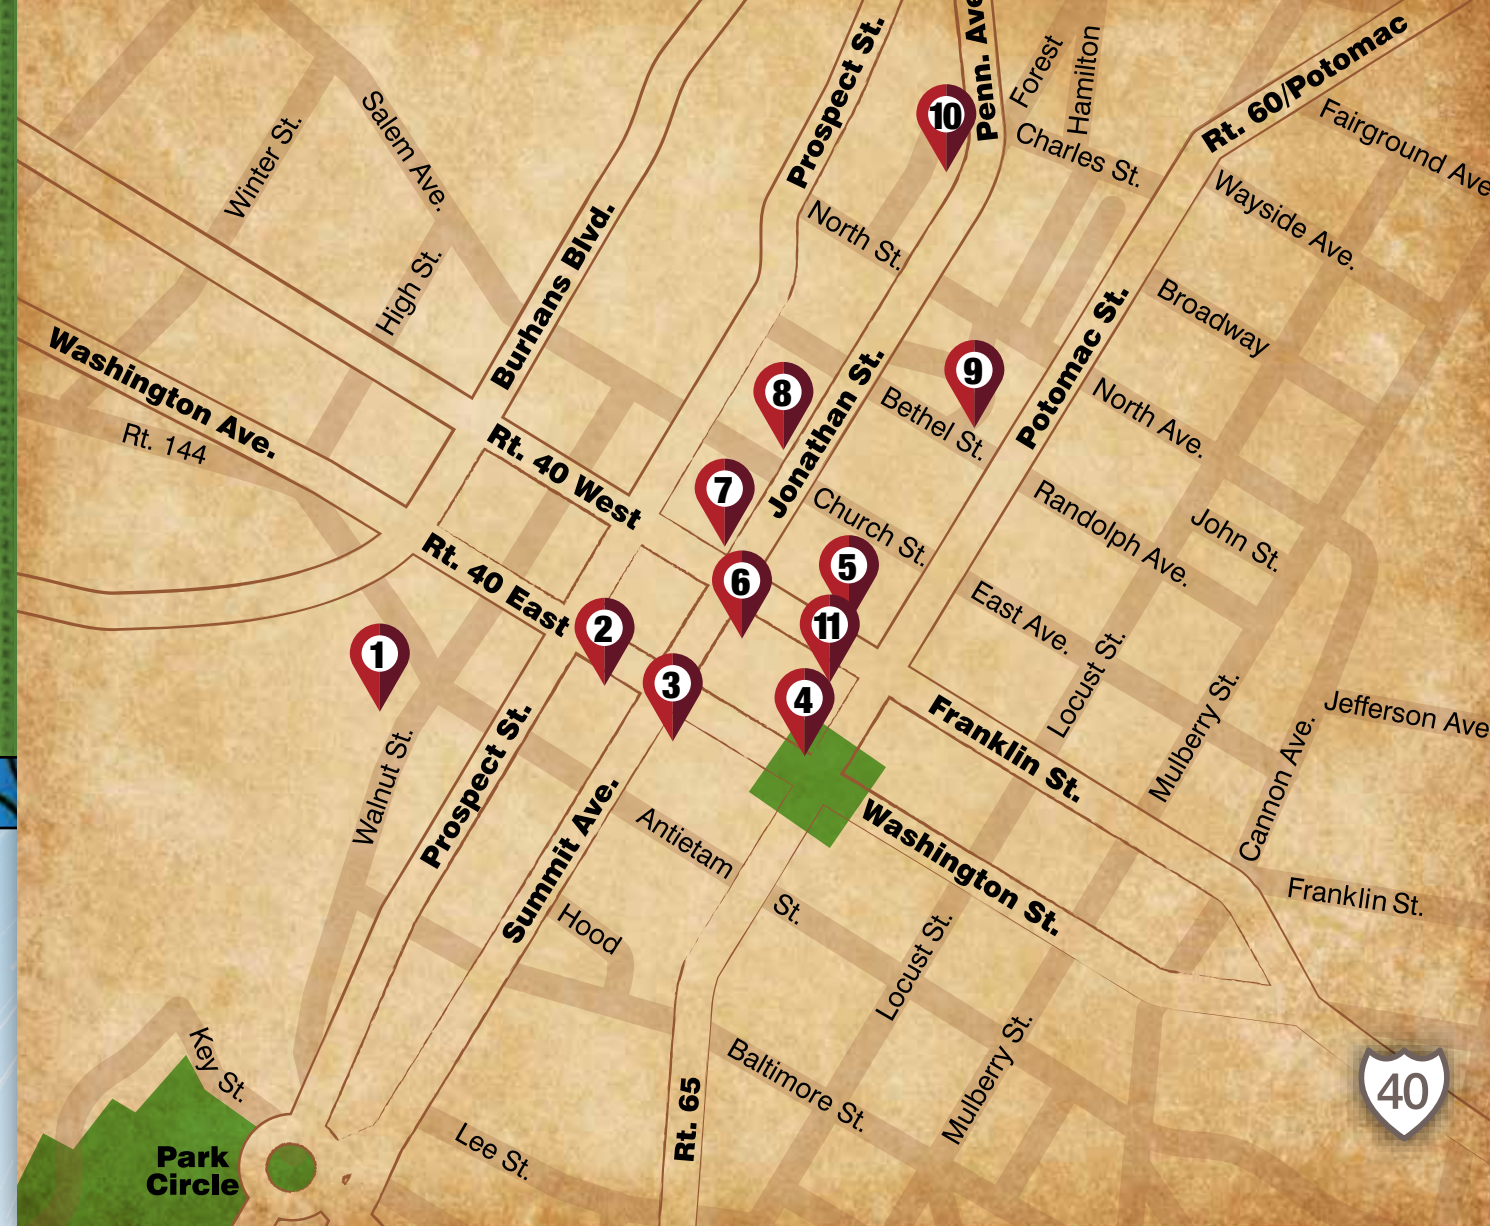 Prospect St.
Penn. Ave
Forest
Hamilton
Rt. 60/Potomac
Fairground Ave
Winter St.
Salem Ave.
10
Charles St.
Wayside Ave.
North St.
High St.
Burhans Blvd.
Broadway
Potomac St.
Washington Ave.
Rt. 144
8
Jonathan St.
9
Bethel St.
North Ave.
Rt. 40 West
7
Church St.
Randolph Ave.
John St.
Rt. 40 East
6
5
11
East Ave.
Locust St.
1
2
3
4
Mulberry St.
Jefferson Ave
Franklin St.
Cannon Ave.
Walnut St.
Prospect St.
Summit Ave.
Antietam
St.
Washington St.
Franklin St.
Hood
Locust St.
Mulberry St.
Key St.
Baltimore St.
Rt. 65
40
Lee St.
Park
Circle